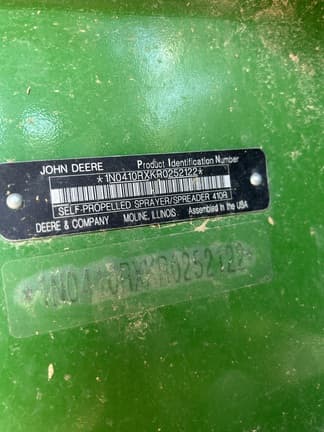 JOHN DEERE Product Identification Number
*1N0410RXKR0252122*
SELF-PROPELLED SPRAYER/SPREADER 410R
DEERE & COMPANY MOLINE, ILLINOIS Assembled in the USA
*1N0410RXKR0252122*